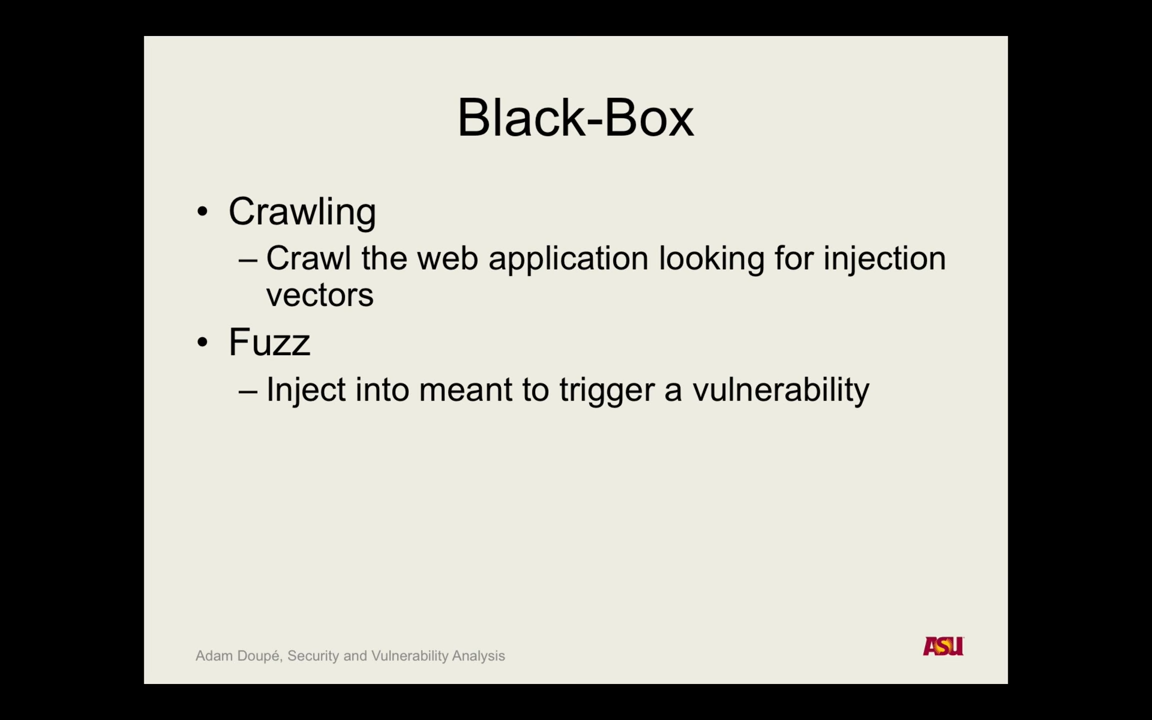 Black-Box
• Crawling
– Crawl the web application looking for injection
vectors
• Fuzz
– Inject into meant to trigger a vulnerability
Adam Doupé, Security and Vulnerability Analysis
ASU